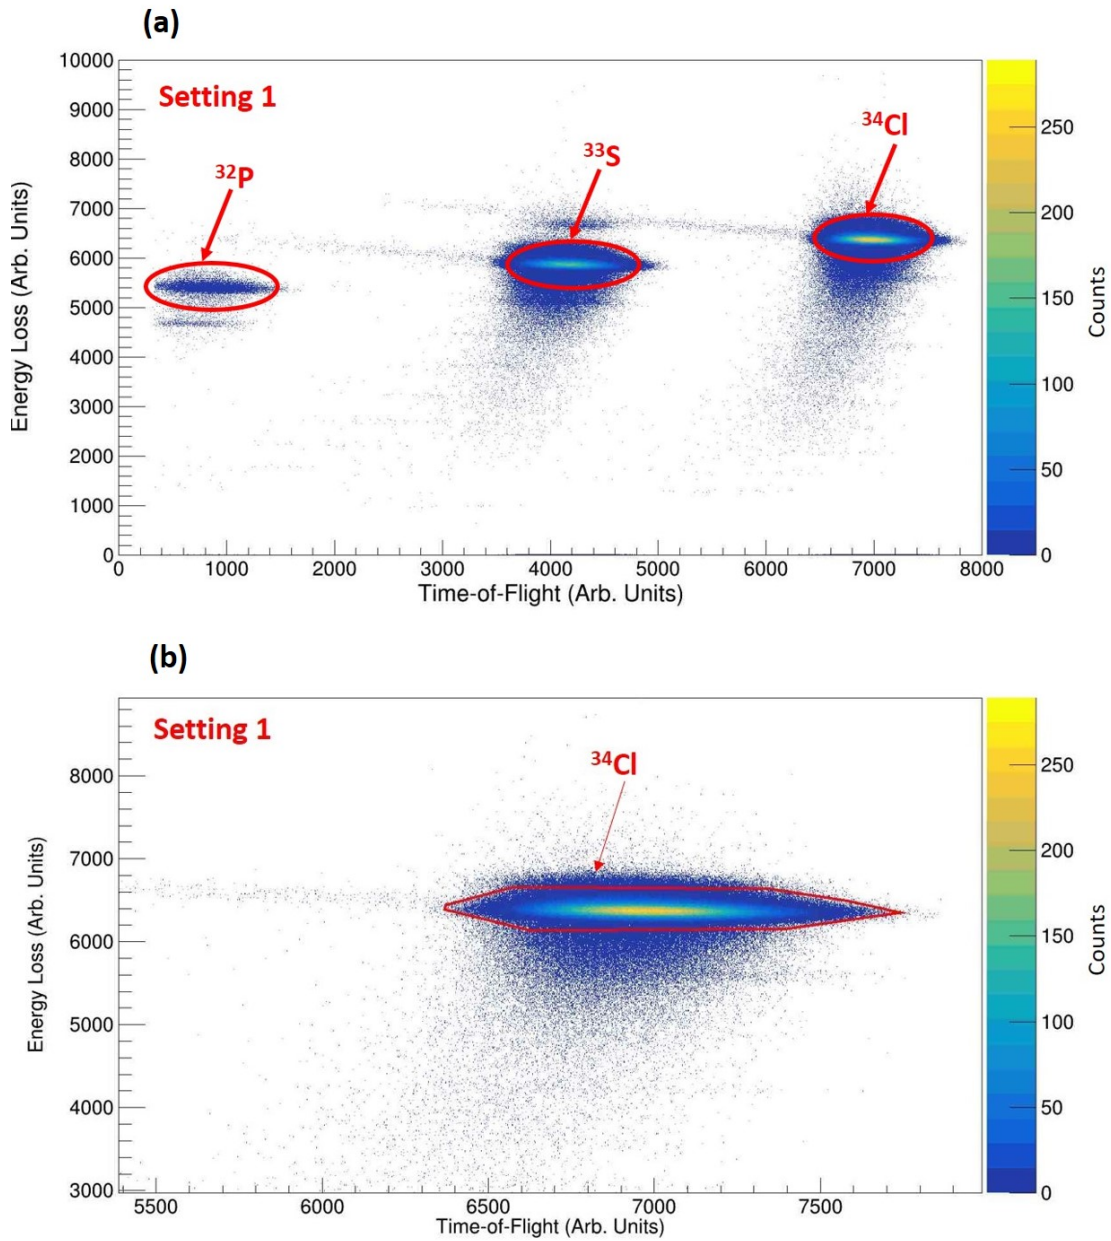 (a)
Setting 1
³²P
³³S
³⁴Cl
10000
9000
8000
7000
6000
5000
4000
3000
2000
1000
0
Energy Loss (Arb. Units)
0 1000 2000 3000 4000 5000 6000 7000 8000
Time-of-Flight (Arb. Units)
250
200
150
100
50
0
Counts
(b)
Setting 1
³⁴Cl
8000
7000
6000
5000
4000
3000
Energy Loss (Arb. Units)
5500 6000 6500 7000 7500
Time-of-Flight (Arb. Units)
250
200
150
100
50
0
Counts